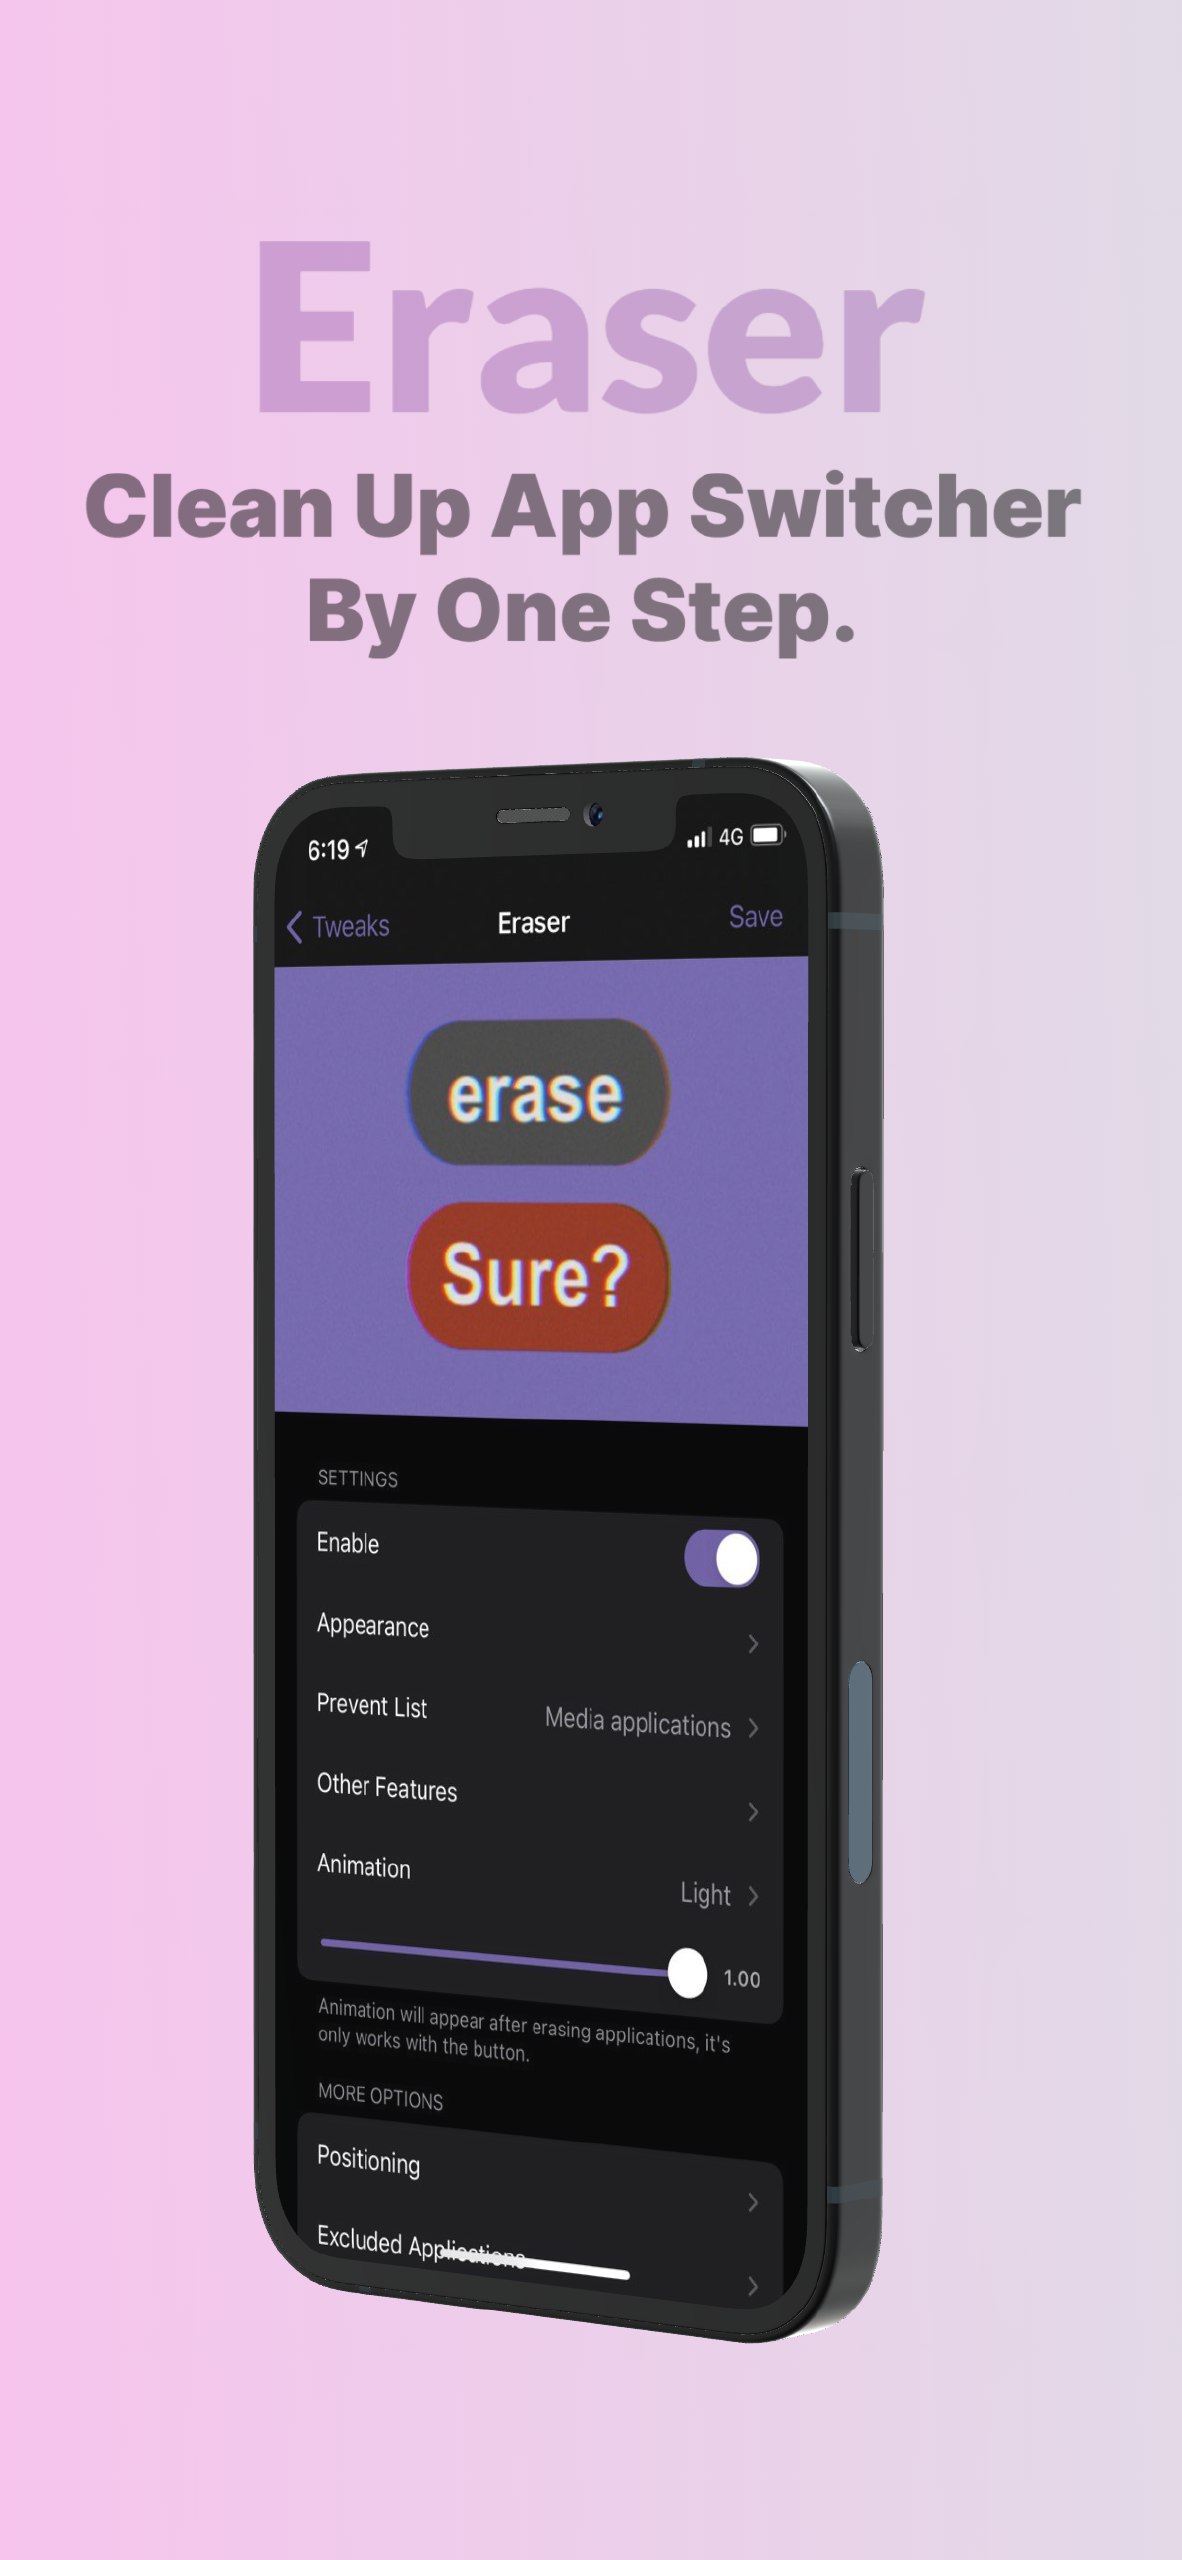 Eraser
Clean Up App Switcher
By One Step.
6:19
4G
Tweaks
Eraser
Save
erase
Sure?
SETTINGS
Enable
Appearance
Prevent List
Media applications
Other Features
Animation
Light
1.00
Animation will appear after erasing applications, it's
only works with the button.
MORE OPTIONS
Positioning
Excluded Applications